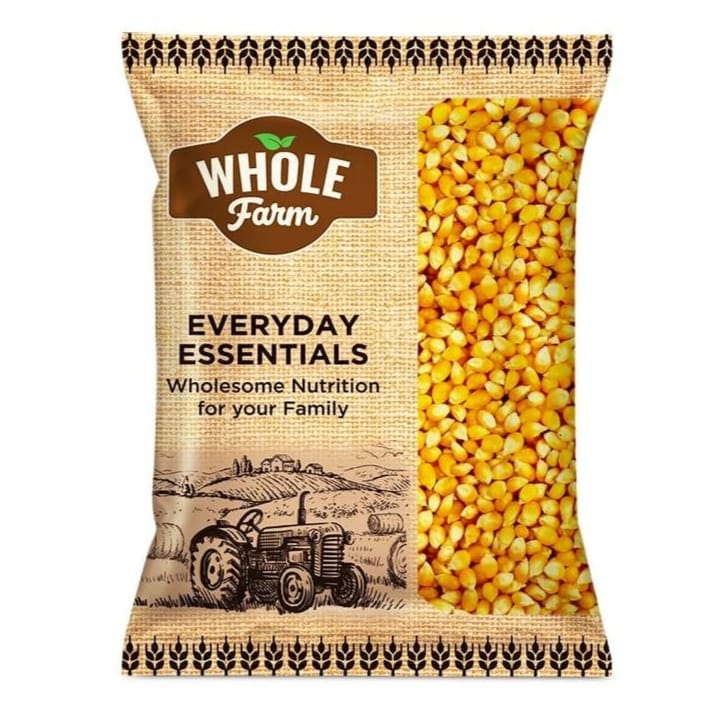 WHOLE
Farm
EVERYDAY
ESSENTIALS
Wholesome Nutrition
for your Family